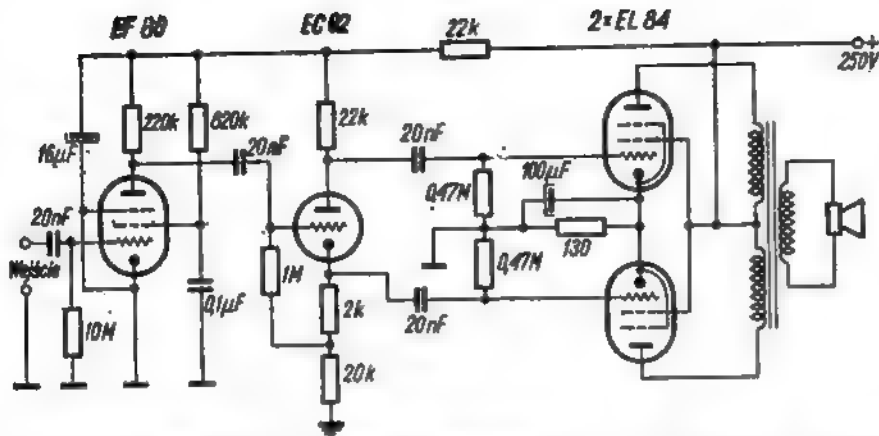 EF 80
EC 92
22k
2×EL 84
250V
220k
820k
22k
20nF
20nF
16μF
100μF
20nF
0,47M
Wejście
1M
130
0,1μF
2k
0,47M
10M
20nF
20k